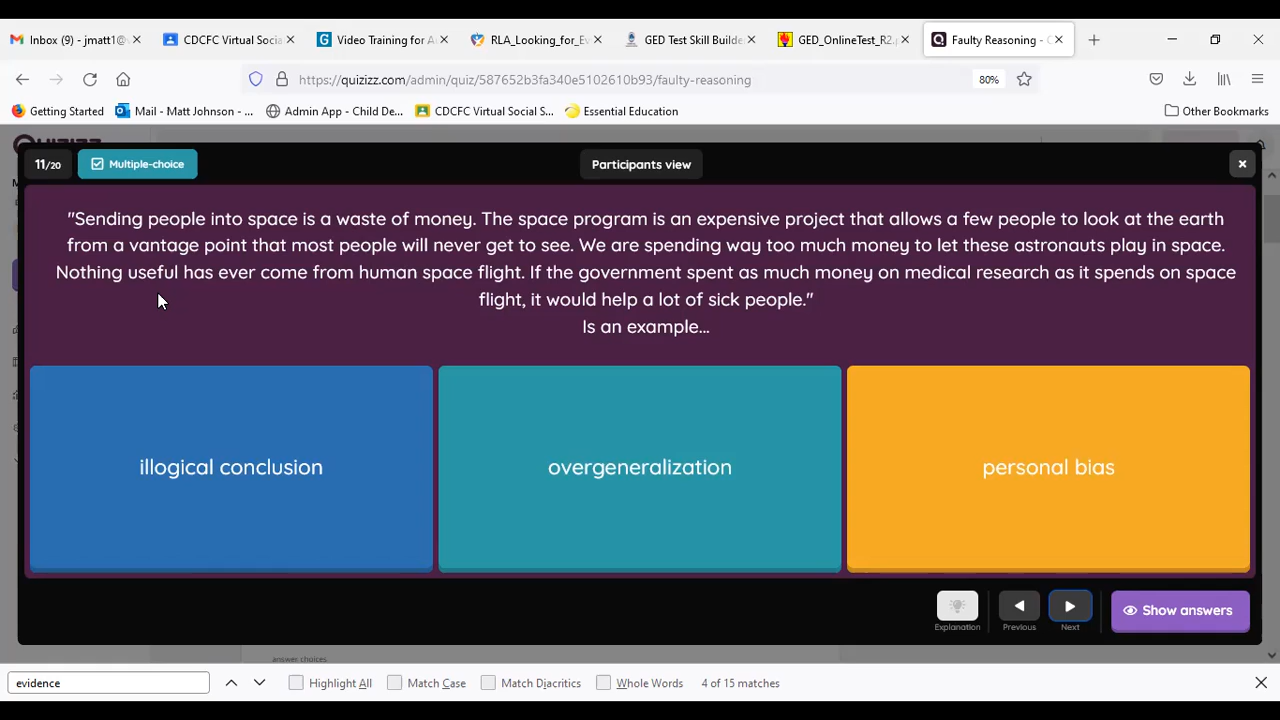 Inbox (9) - jmatt1@
CDCFC Virtual Socia
Video Training for A
RLA_Looking_for_Ev
GED Test Skill Builde
GED_OnlineTest_R2.p
Faulty Reasoning - Q
https://quizizz.com/admin/quiz/587652b3fa340e5102610b93/faulty-reasoning
80%
Getting Started
Mail - Matt Johnson - ...
Admin App - Child De...
CDCFC Virtual Social S...
Essential Education
Other Bookmarks
11/20
Multiple-choice
Participants view
"Sending people into space is a waste of money. The space program is an expensive project that allows a few people to look at the earth
from a vantage point that most people will never get to see. We are spending way too much money to let these astronauts play in space.
Nothing useful has ever come from human space flight. If the government spent as much money on medical research as it spends on space
flight, it would help a lot of sick people."
Is an example...
illogical conclusion
overgeneralization
personal bias
Explanation
Previous
Next
Show answers
answer choices
evidence
Highlight All
Match Case
Match Diacritics
Whole Words
4 of 15 matches